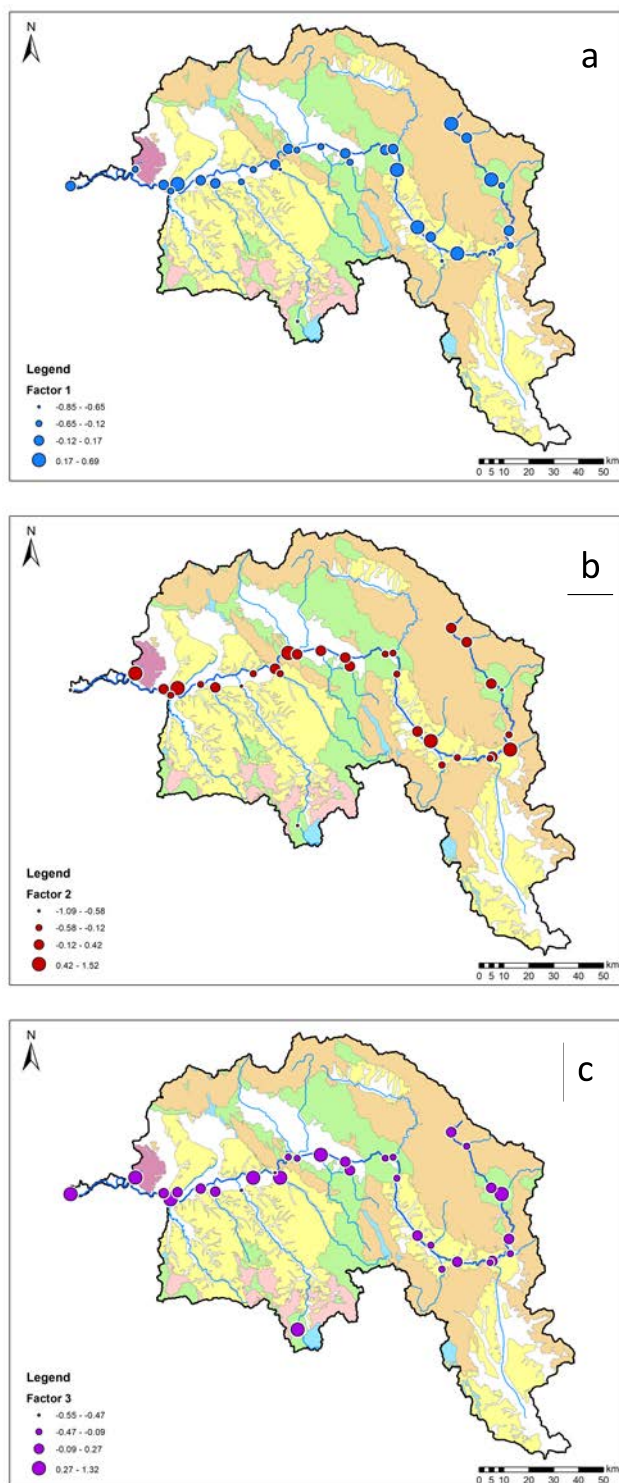 N
a
Legend
Factor 1
-0.85 - -0.65
-0.65 - -0.12
-0.12 - 0.17
0.17 - 0.69
km
0 5 10 20 30 40 50
N
b
Legend
Factor 2
-1.09 - -0.58
-0.58 - -0.12
-0.12 - 0.42
0.42 - 1.52
km
0 5 10 20 30 40 50
N
c
Legend
Factor 3
-0.55 - -0.47
-0.47 - -0.09
-0.09 - 0.27
0.27 - 1.32
km
0 5 10 20 30 40 50